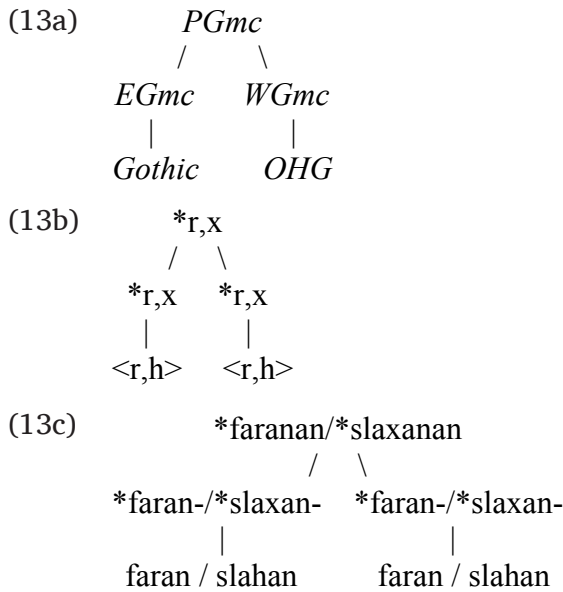 (13a) PGmc
/ \
EGmc WGmc
| |
Gothic OHG
(13b) *r,x
/ \
*r,x *r,x
| |
<r,h> <r,h>
(13c) *faranan/*slaxanan
/ \
*faran-/*slaxan- *faran-/*slaxan-
| |
faran / slahan faran / slahan